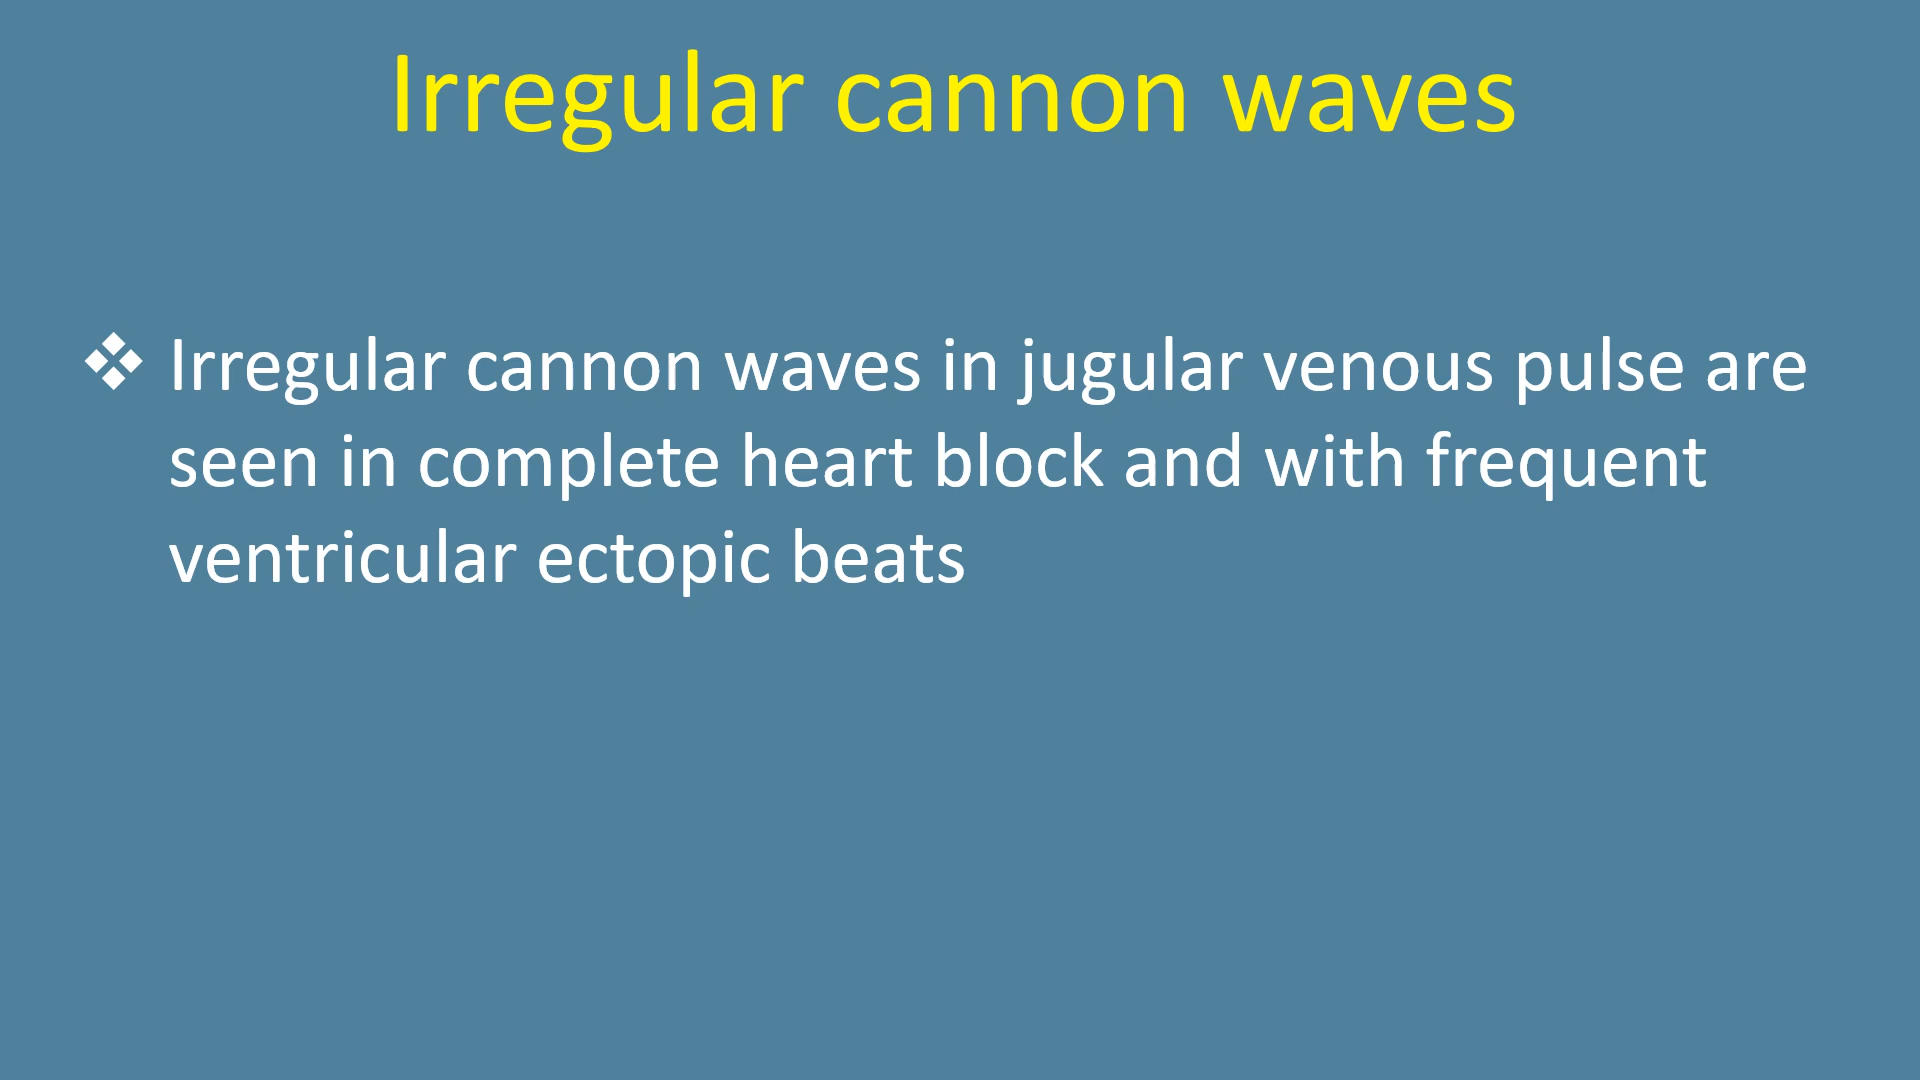 Irregular cannon waves
❖ Irregular cannon waves in jugular venous pulse are
seen in complete heart block and with frequent
ventricular ectopic beats